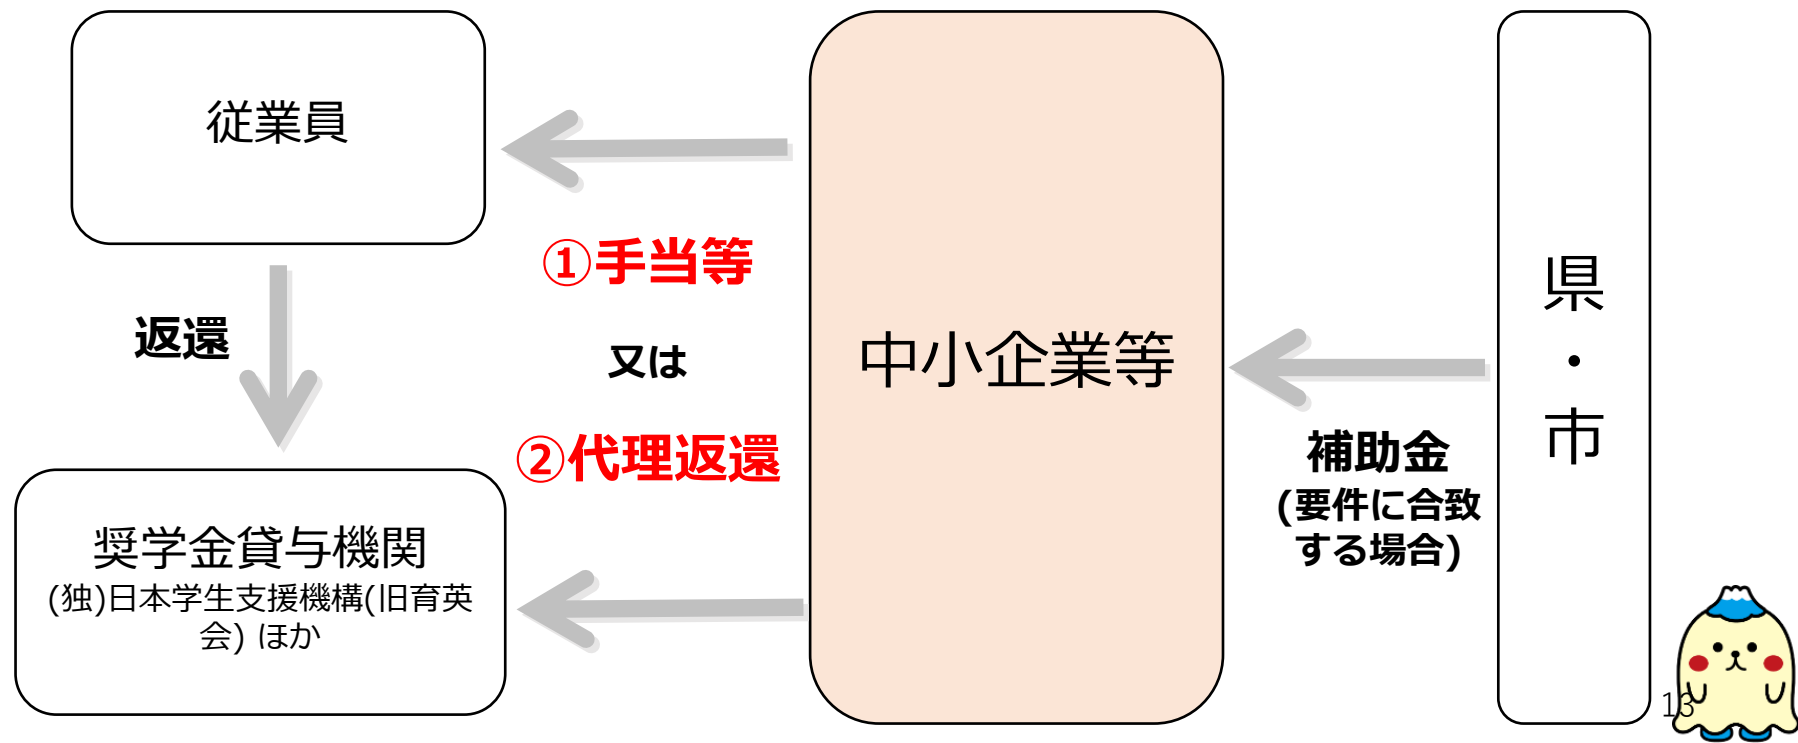 従業員
返還
奨学金貸与機関
(独)日本学生支援機構(旧育英
会) ほか
①手当等
又は
②代理返還
中小企業等
補助金
(要件に合致
する場合)
県
・
市
13